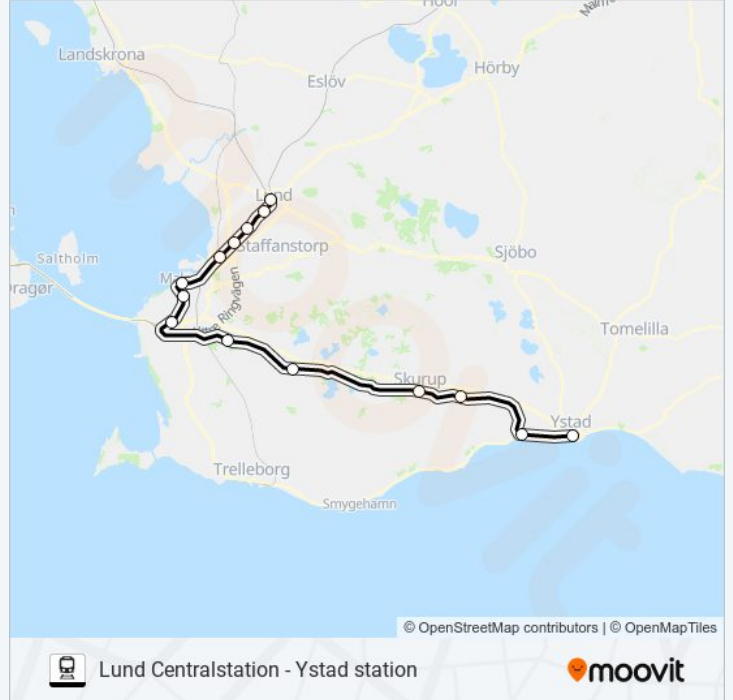 Höör
Landskrona
Hörby
Eslöv
Lund
Staffanstorp
Saltholm
Sjöbo
Dragør
Ringvägen
Tomelilla
Skurup
Ystad
Trelleborg
Smygehamn
© OpenStreetMap contributors | © OpenMapTiles
Lund Centralstation - Ystad station
moovit